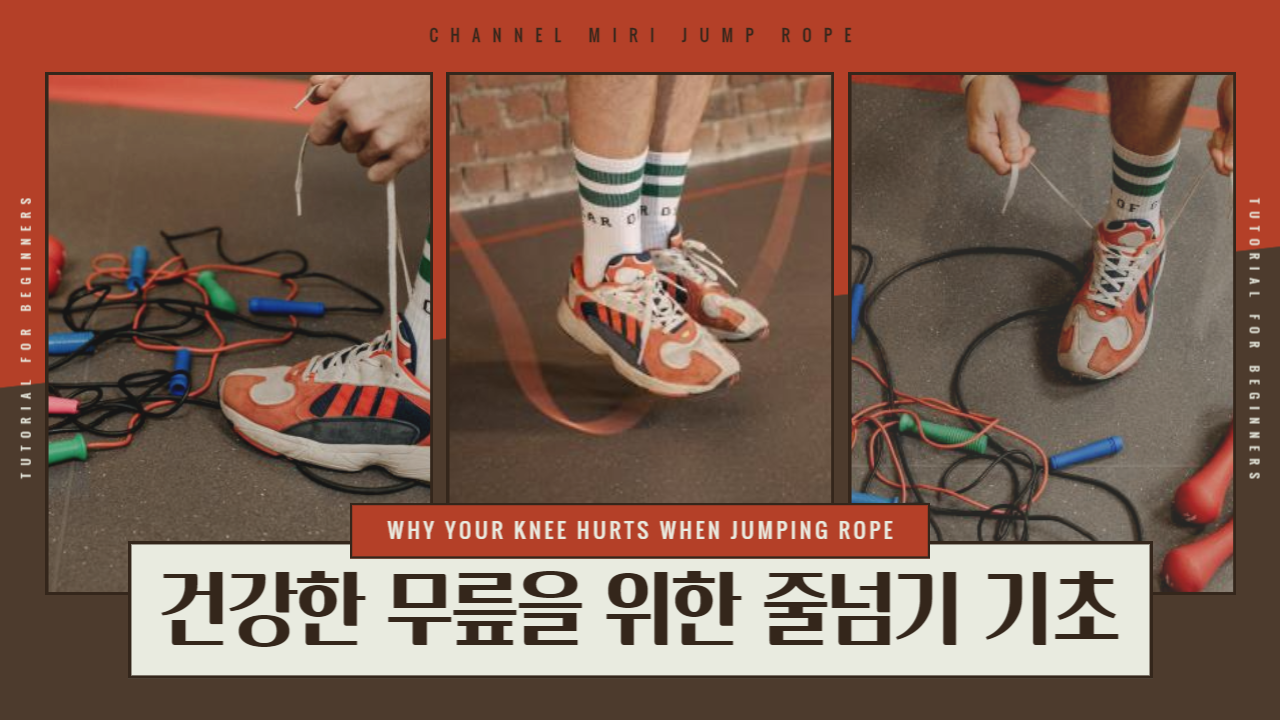 CHANNEL MIRI JUMP ROPE
TUTORIAL FOR BEGINNERS
TUTORIAL FOR BEGINNERS
WHY YOUR KNEE HURTS WHEN JUMPING ROPE
건강한 무릎을 위한 줄넘기 기초